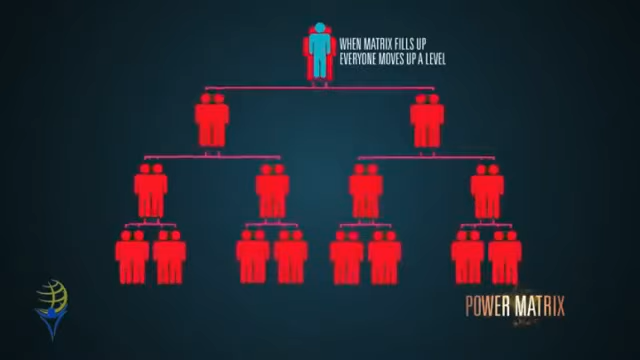 WHEN MATRIX FILLS UP
EVERYONE MOVES UP A LEVEL
POWER MATRIX